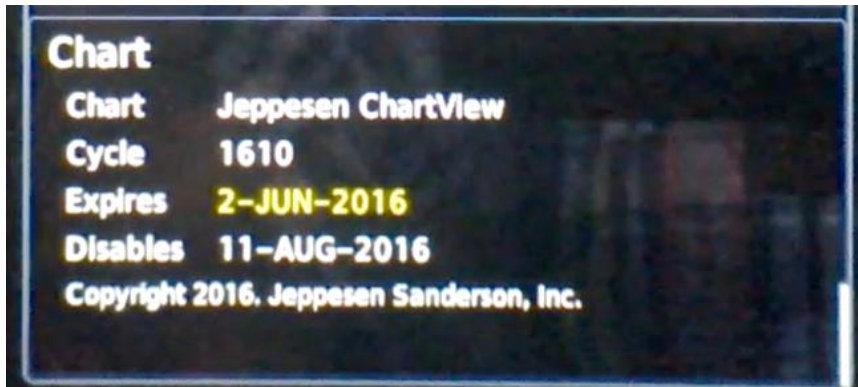 Chart
Chart Jeppesen ChartView
Cycle 1610
Expires 2-JUN-2016
Disables 11-AUG-2016
Copyright 2016. Jeppesen Sanderson, Inc.